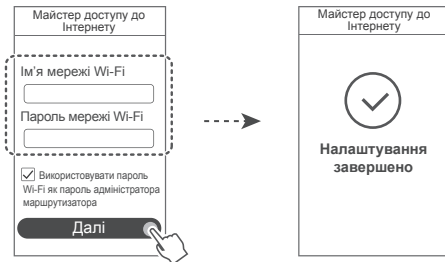 Майстер доступу до
Інтернету
Ім'я мережі Wi-Fi
Пароль мережі Wi-Fi
Використовувати пароль
Wi-Fi як пароль адміністратора
маршрутизатора
Далі
Майстер доступу до
Інтернету
Налаштування
завершено